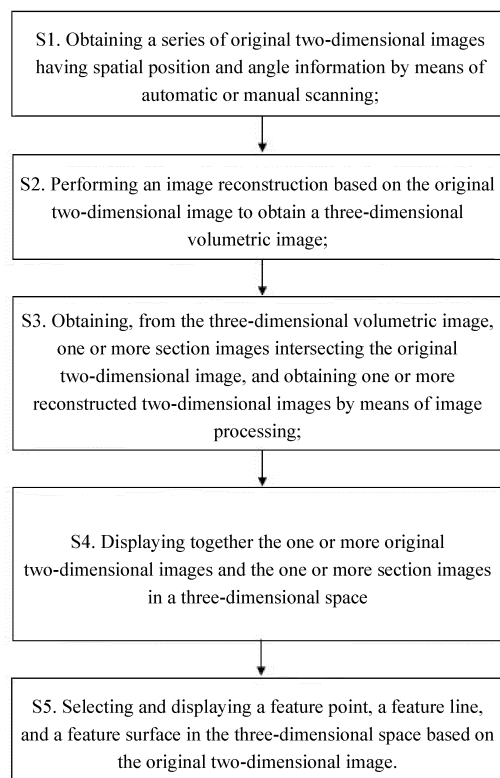 S1. Obtaining a series of original two-dimensional images
having spatial position and angle information by means of
automatic or manual scanning;
S2. Performing an image reconstruction based on the original
two-dimensional image to obtain a three-dimensional
volumetric image;
S3. Obtaining, from the three-dimensional volumetric image,
one or more section images intersecting the original
two-dimensional image, and obtaining one or more
reconstructed two-dimensional images by means of image
processing;
S4. Displaying together the one or more original
two-dimensional images and the one or more section images
in a three-dimensional space
S5. Selecting and displaying a feature point, a feature line,
and a feature surface in the three-dimensional space based on
the original two-dimensional image.